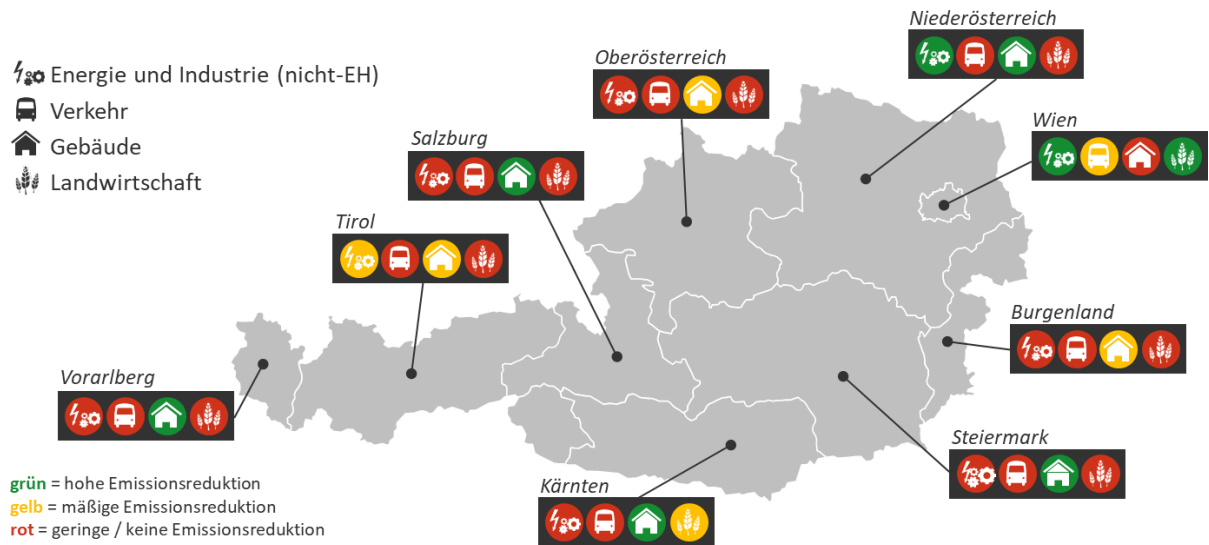 Energie und Industrie (nicht-EH)
Verkehr
Gebäude
Landwirtschaft
Niederösterreich
Oberösterreich
Wien
Salzburg
Tirol
Burgenland
Vorarlberg
Steiermark
Kärnten
grün = hohe Emissionsreduktion
gelb = mäßige Emissionsreduktion
rot = geringe / keine Emissionsreduktion